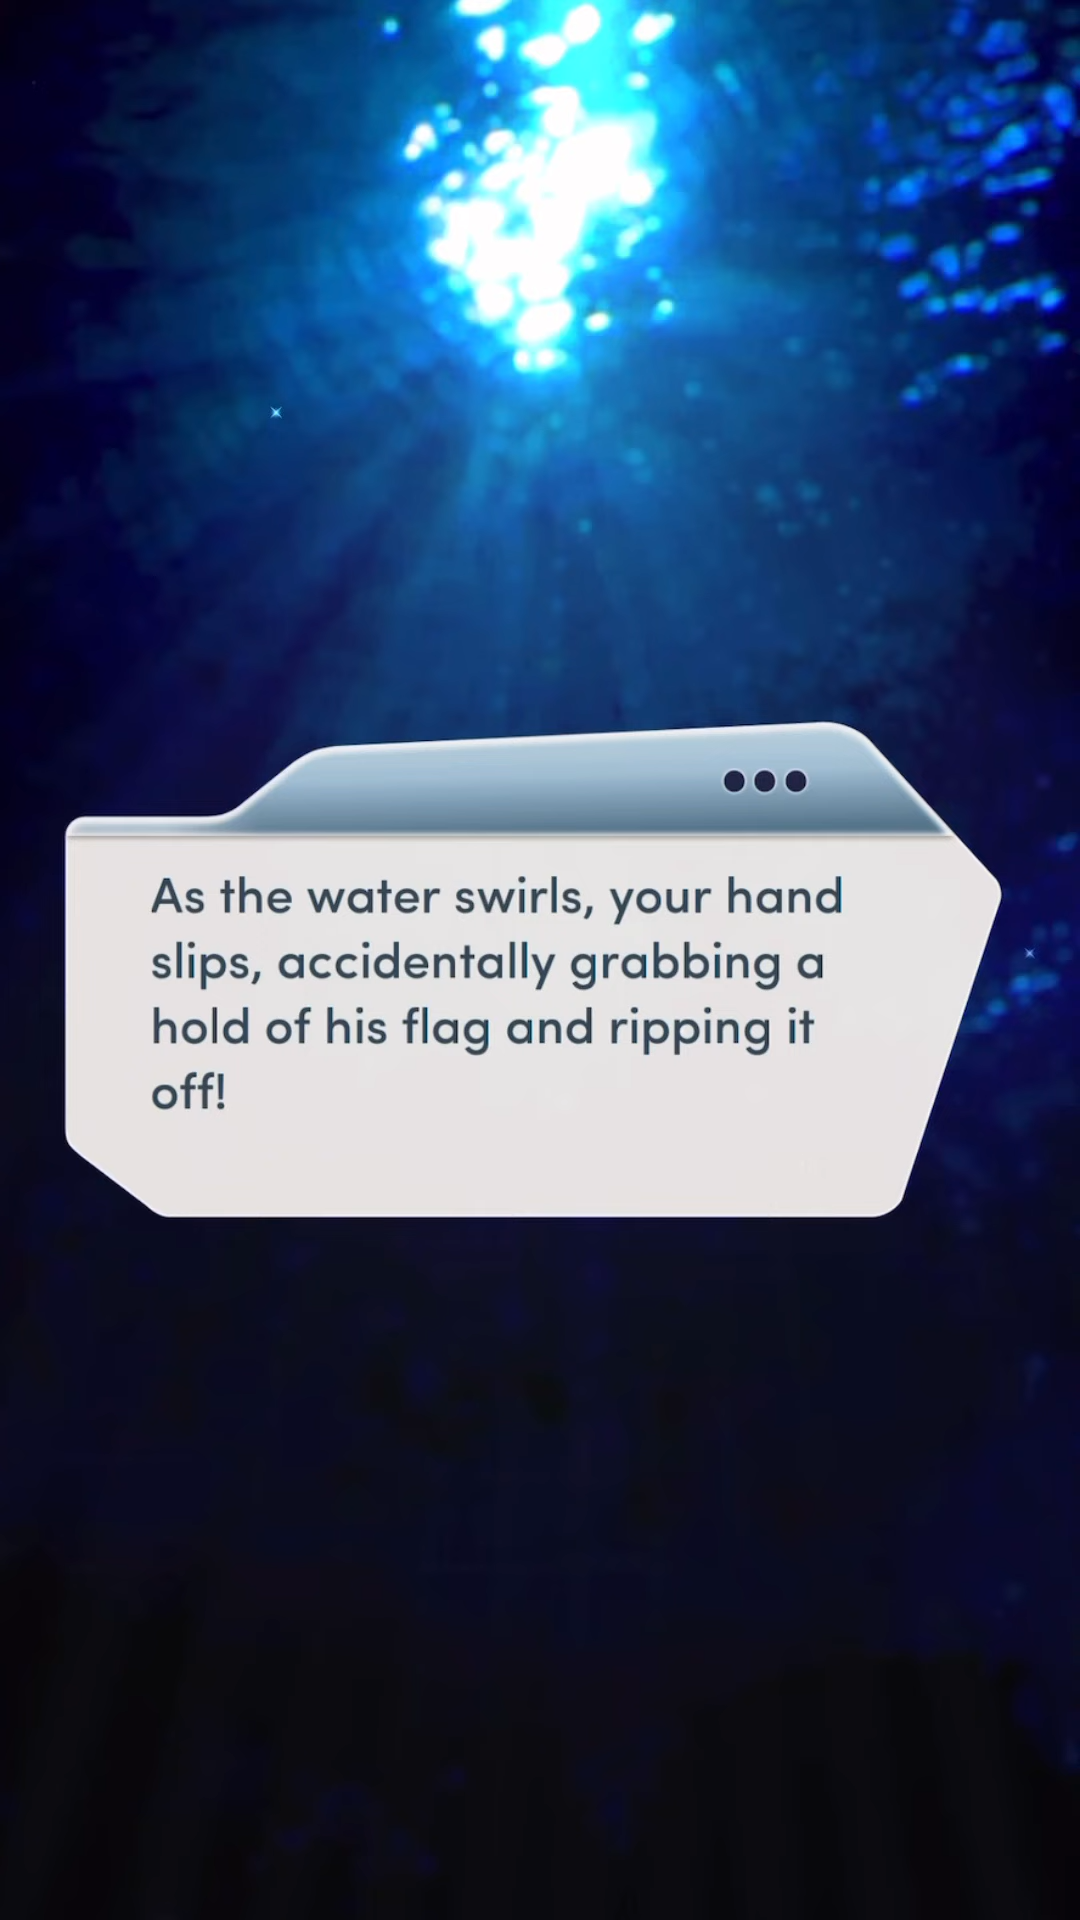 As the water swirls, your hand
slips, accidentally grabbing a
hold of his flag and ripping it
off!